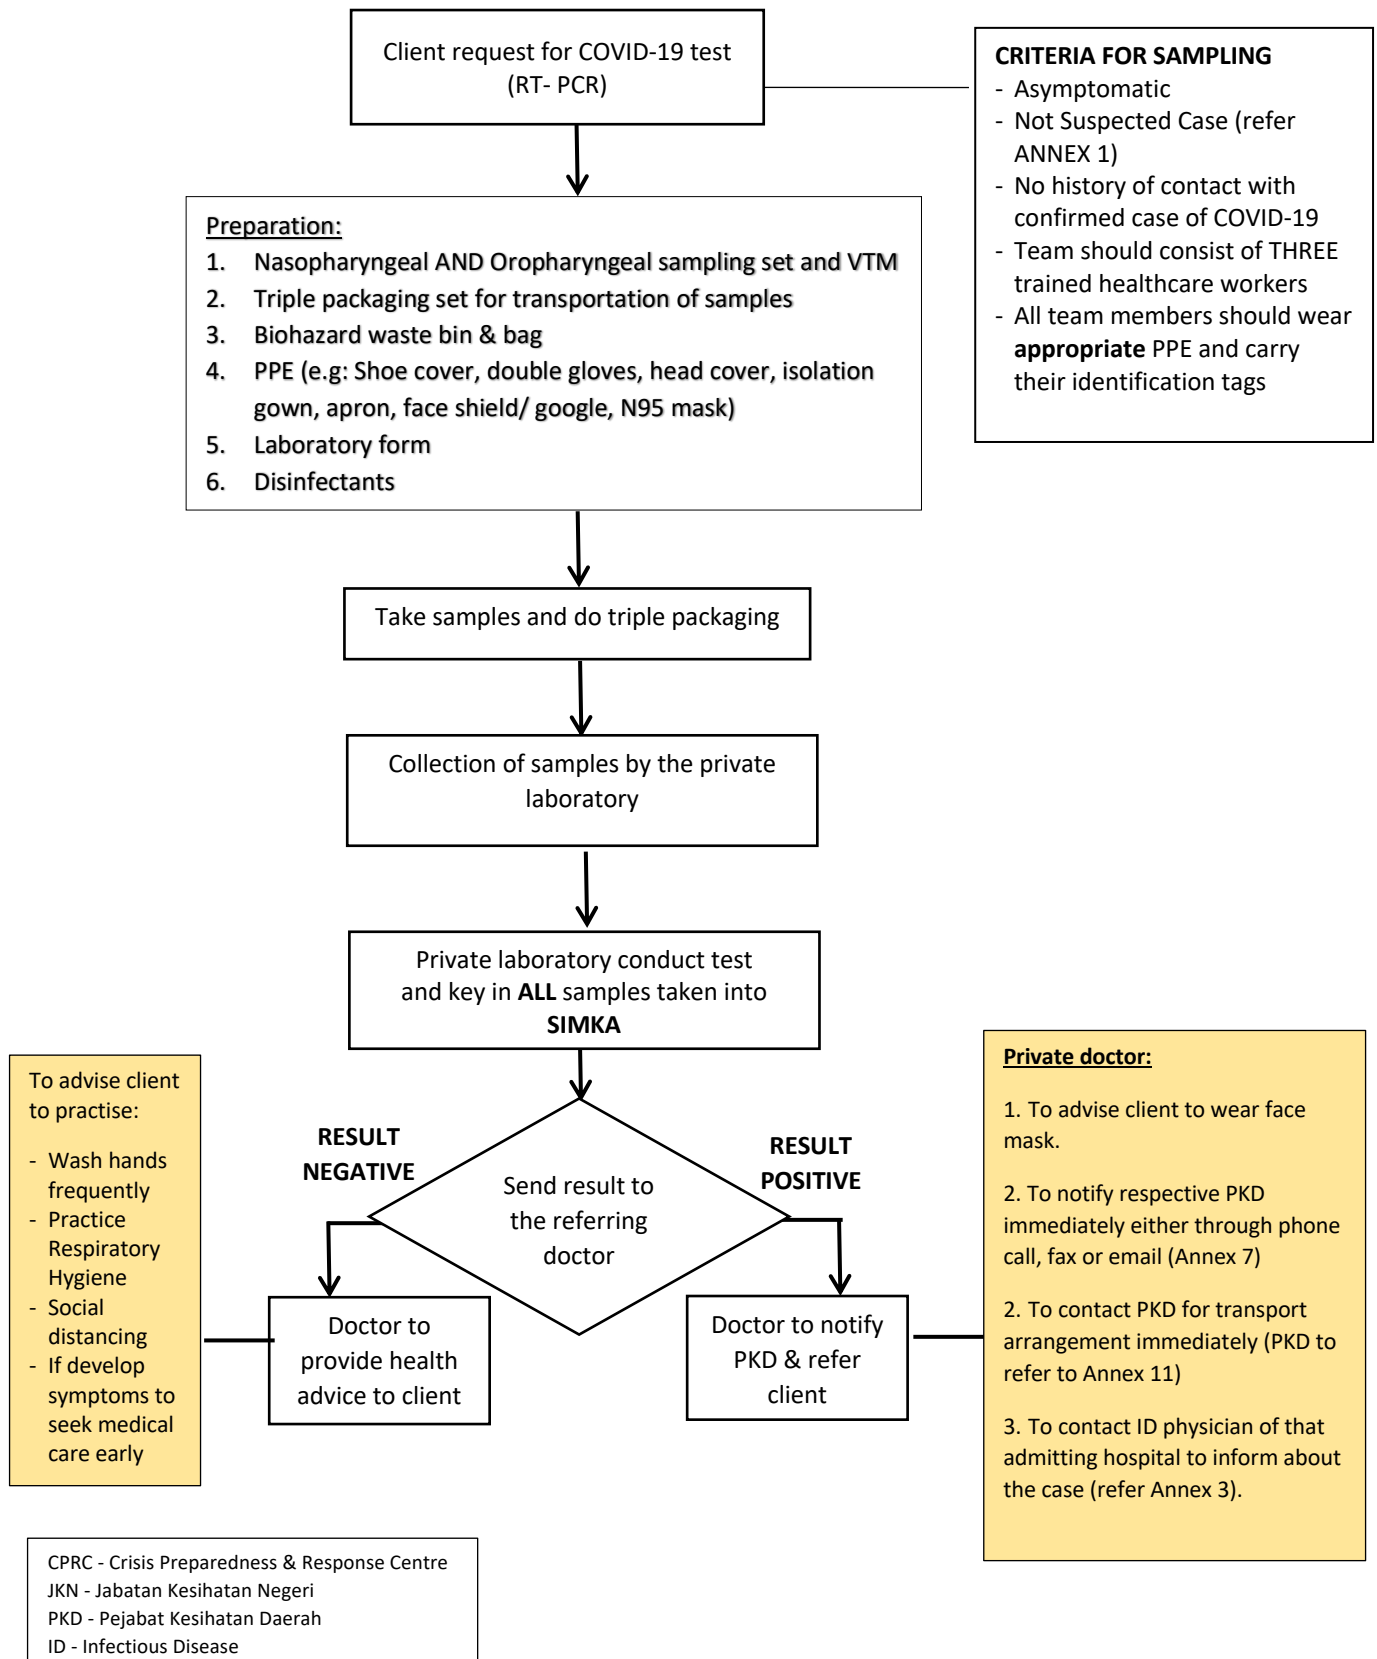 Client request for COVID-19 test
(RT- PCR)
CRITERIA FOR SAMPLING
- Asymptomatic
- Not Suspected Case (refer
ANNEX 1)
- No history of contact with
confirmed case of COVID-19
- Team should consist of THREE
trained healthcare workers
- All team members should wear
appropriate PPE and carry
their identification tags
Preparation:
1. Nasopharyngeal AND Oropharyngeal sampling set and VTM
2. Triple packaging set for transportation of samples
3. Biohazard waste bin & bag
4. PPE (e.g: Shoe cover, double gloves, head cover, isolation
gown, apron, face shield/ google, N95 mask)
5. Laboratory form
6. Disinfectants
Take samples and do triple packaging
Collection of samples by the private
laboratory
Private laboratory conduct test
and key in ALL samples taken into
SIMKA
Send result to
the referring
doctor
RESULT
NEGATIVE
Doctor to
provide health
advice to client
To advise client
to practise:
- Wash hands
frequently
- Practice
Respiratory
Hygiene
- Social
distancing
- If develop
symptoms to
seek medical
care early
RESULT
POSITIVE
Doctor to notify
PKD & refer
client
Private doctor:
1. To advise client to wear face
mask.
2. To notify respective PKD
immediately either through phone
call, fax or email (Annex 7)
2. To contact PKD for transport
arrangement immediately (PKD to
refer to Annex 11)
3. To contact ID physician of that
admitting hospital to inform about
the case (refer Annex 3).
CPRC - Crisis Preparedness & Response Centre
JKN - Jabatan Kesihatan Negeri
PKD - Pejabat Kesihatan Daerah
ID - Infectious Disease